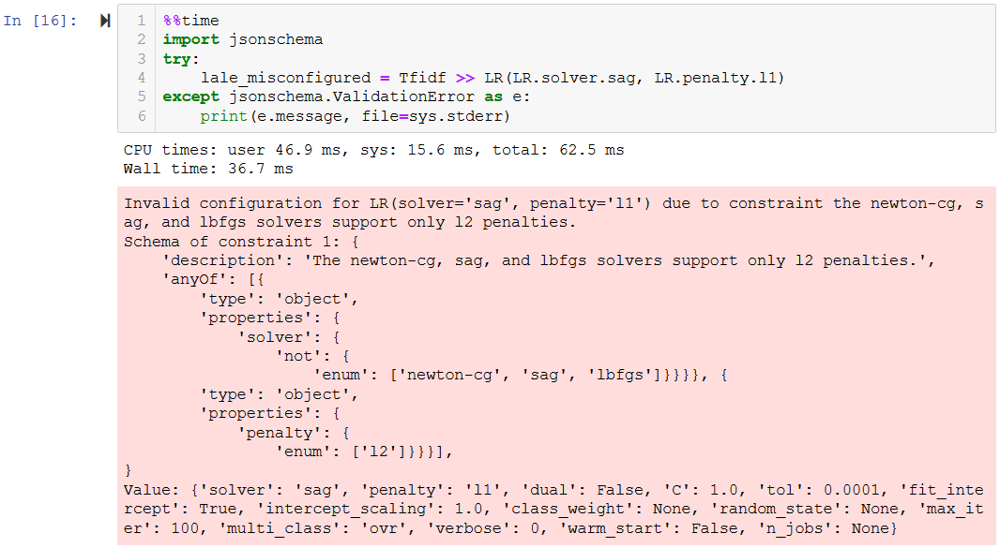 In [16]:
1 %%time
2 import jsonschema
3 try:
4     lale_misconfigured = Tfidf >> LR(LR.solver.sag, LR.penalty.l1)
5 except jsonschema.ValidationError as e:
6     print(e.message, file=sys.stderr)
CPU times: user 46.9 ms, sys: 15.6 ms, total: 62.5 ms
Wall time: 36.7 ms
Invalid configuration for LR(solver='sag', penalty='l1') due to constraint the newton-cg, s
ag, and lbfgs solvers support only l2 penalties.
Schema of constraint 1: {
    'description': 'The newton-cg, sag, and lbfgs solvers support only l2 penalties.',
    'anyOf': [{
        'type': 'object',
        'properties': {
            'solver': {
                'not': {
                    'enum': ['newton-cg', 'sag', 'lbfgs']}}}}, {
        'type': 'object',
        'properties': {
            'penalty': {
                'enum': ['l2']}}}],
}
Value: {'solver': 'sag', 'penalty': 'l1', 'dual': False, 'C': 1.0, 'tol': 0.0001, 'fit_inte
rcept': True, 'intercept_scaling': 1.0, 'class_weight': None, 'random_state': None, 'max_it
er': 100, 'multi_class': 'ovr', 'verbose': 0, 'warm_start': False, 'n_jobs': None}